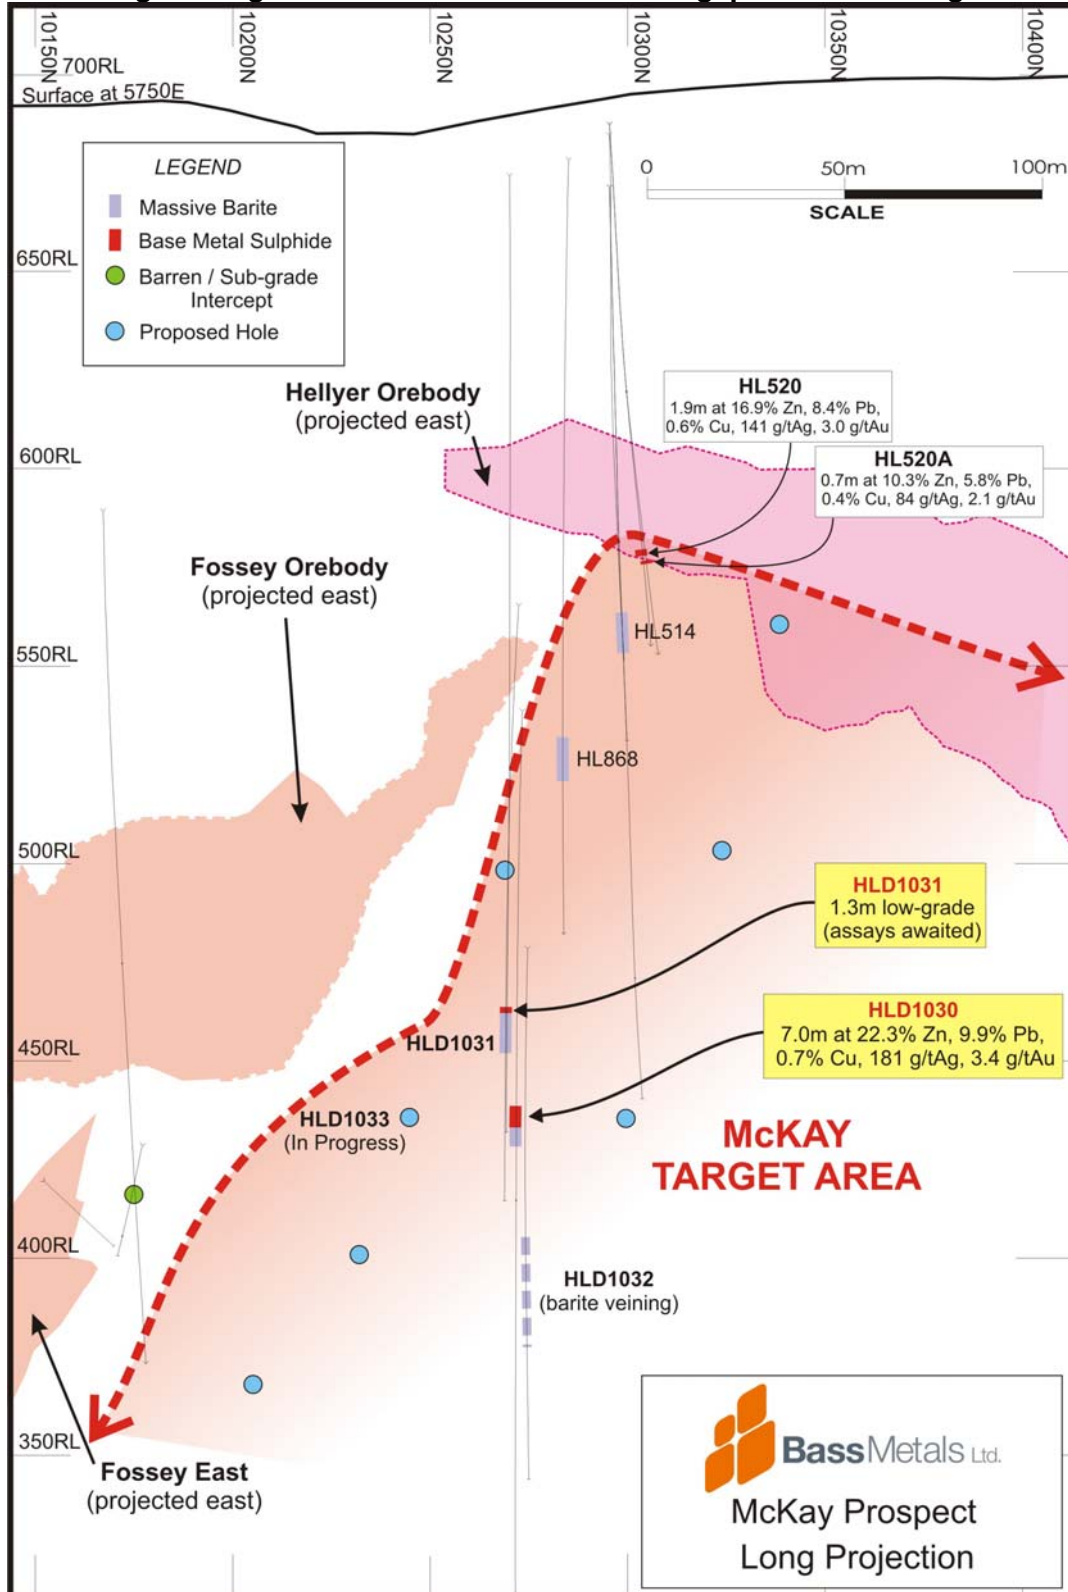 10150N
10200N
10250N
10300N
10350N
10400N
700RL
Surface at 5750E
LEGEND
Massive Barite
Base Metal Sulphide
Barren / Sub-grade
Intercept
Proposed Hole
0 50m 100m
SCALE
650RL
Hellyer Orebody
(projected east)
HL520
1.9m at 16.9% Zn, 8.4% Pb,
0.6% Cu, 141 g/tAg, 3.0 g/tAu
HL520A
0.7m at 10.3% Zn, 5.8% Pb,
0.4% Cu, 84 g/tAg, 2.1 g/tAu
600RL
Fossey Orebody
(projected east)
HL514
550RL
HL868
500RL
HLD1031
1.3m low-grade
(assays awaited)
HLD1030
7.0m at 22.3% Zn, 9.9% Pb,
0.7% Cu, 181 g/tAg, 3.4 g/tAu
450RL
HLD1031
HLD1033
(In Progress)
McKAY
TARGET AREA
400RL
HLD1032
(barite veining)
350RL
Fossey East
(projected east)
BassMetals Ltd.
McKay Prospect
Long Projection